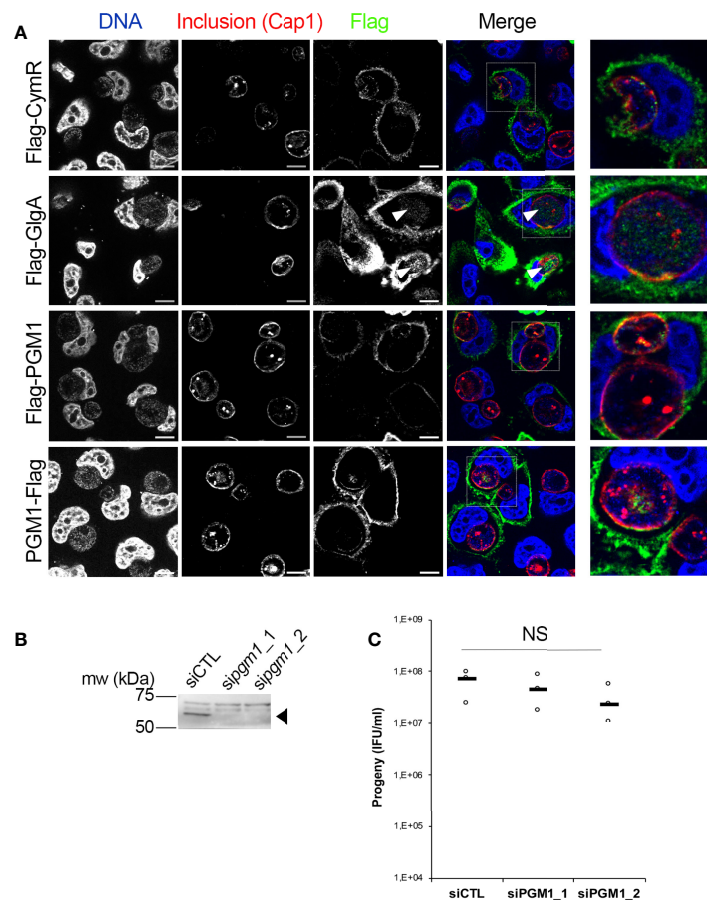 DNA Inclusion (Cap1) Flag Merge
A
Flag-CymR
Flag-GlgA
Flag-PGM1
PGM1-Flag
B
siCTL
sipgm1_1
sipgm1_2
mw (kDa)
75
50
C
NS
1,E+09
1,E+08
1,E+07
1,E+06
1,E+05
1,E+04
Progeny (IFU/ml)
siCTL siPGM1_1 siPGM1_2